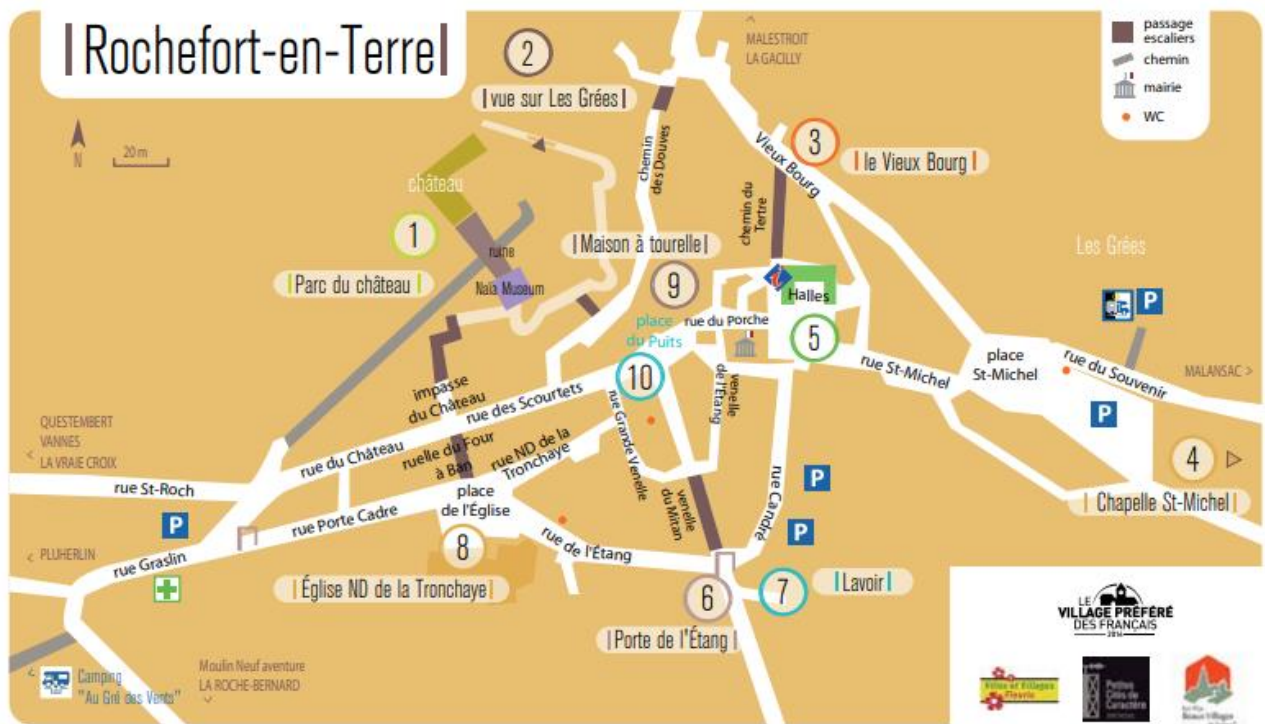 Rochefort-en-Terre
2
vue sur Les Grées
MALESTROIT
LA GACILLY
passage
escaliers
chemin
mairie
WC
N
20 m
château
1
Parc du château
ruine
Naïa Museum
chemin
des Douves
Vieux Bourg
3
le Vieux Bourg
chemin du
Tertre
Maison à tourelle
9
Halles
Les Grées
P
place
du Puits
rue du Porche
5
10
rue St-Michel
place
St-Michel
rue du Souvenir
MALANSAC >
P
impasse
du Château
rue des Scourtets
venelle
de l'Étang
QUESTEMBERT
VANNES
< LA VRAIE CROIX
rue du Château
ruelle du Four
à Ban
rue ND de la
Tronchaye
rue Grande Venelle
4
Chapelle St-Michel
rue St-Roch
place
de l'Église
venelle
du Mitan
rue Candré
P
P
P
rue Porte Cadre
8
rue de l'Étang
< PLUHERLIN
rue Graslin
Église ND de la Tronchaye
6
7
Lavoir
Porte de l'Étang
Camping
"Au Gré des Vents"
Moulin Neuf aventure
LA ROCHE-BERNARD
LE
VILLAGE PRÉFÉRÉ
DES FRANÇAIS
2016
Villes et Villages
Fleuris
Petites
Cités de
Caractère